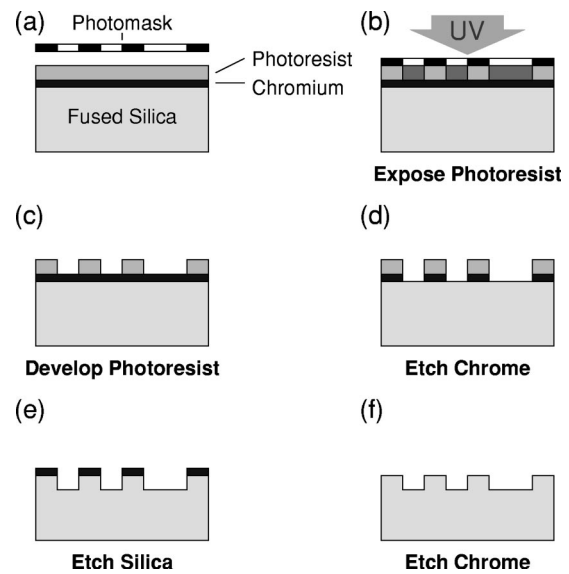 (a)
Photomask
Photoresist
Chromium
Fused Silica
(b)
UV
Expose Photoresist
(c)
Develop Photoresist
(d)
Etch Chrome
(e)
Etch Silica
(f)
Etch Chrome